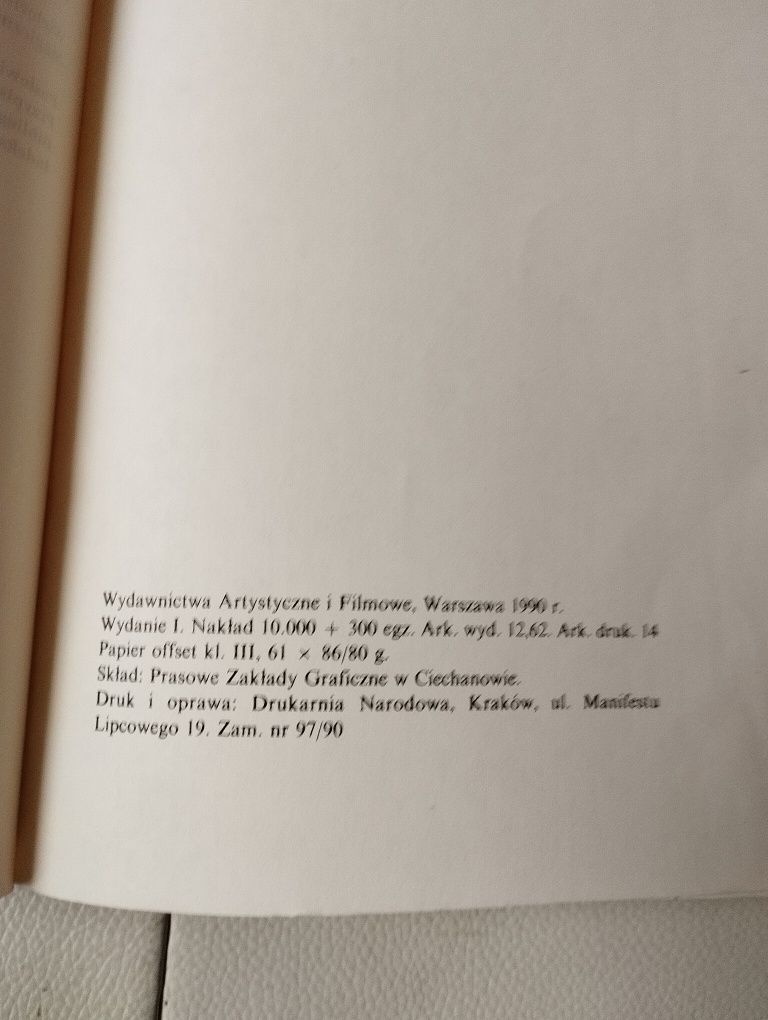 Wydawnictwa Artystyczne i Filmowe, Warszawa 1990 r.
Wydanie I. Nakład 10.000 + 300 egz. Ark. wyd. 12,62. Ark. druk. 14
Papier offset kl. III, 61 × 86/80 g.
Skład: Prasowe Zakłady Graficzne w Ciechanowie.
Druk i oprawa: Drukarnia Narodowa, Kraków, ul. Manifestu
Lipcowego 19. Zam. nr 97/90